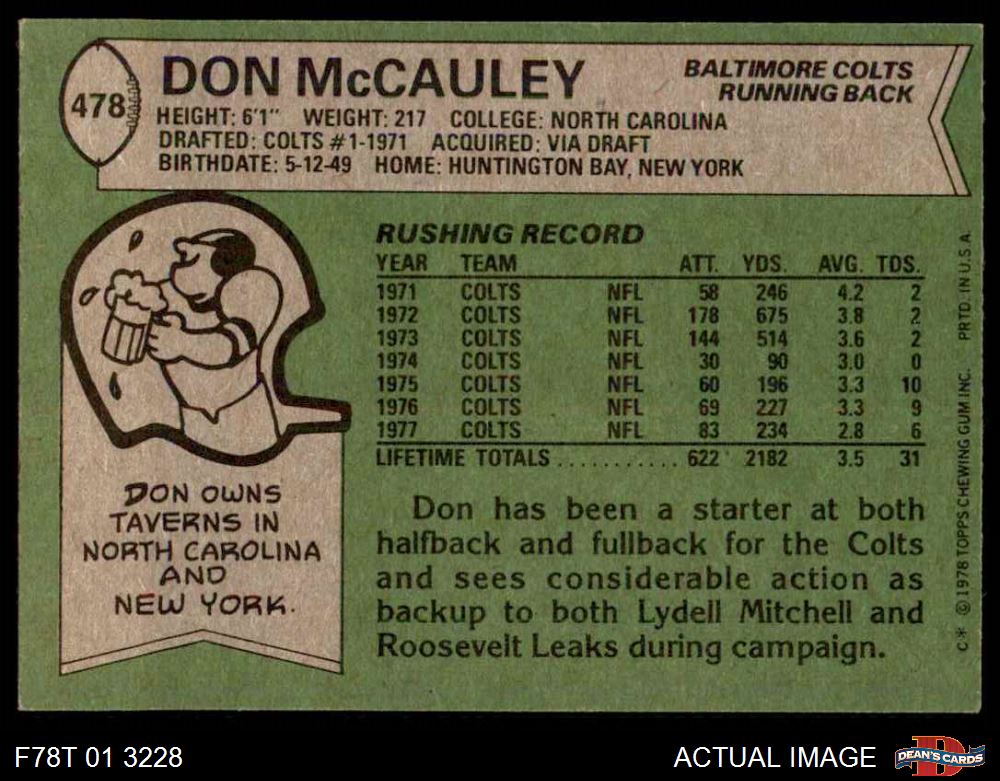 478
DON McCAULEY
BALTIMORE COLTS
RUNNING BACK
HEIGHT: 6'1" WEIGHT: 217 COLLEGE: NORTH CAROLINA
DRAFTED: COLTS #1-1971 ACQUIRED: VIA DRAFT
BIRTHDATE: 5-12-49 HOME: HUNTINGTON BAY, NEW YORK
RUSHING RECORD
YEAR TEAM ATT. YDS. AVG. TDS.
1971 COLTS NFL 58 246 4.2 2
1972 COLTS NFL 178 675 3.8 2
1973 COLTS NFL 144 514 3.6 2
1974 COLTS NFL 30 90 3.0 0
1975 COLTS NFL 60 196 3.3 10
1976 COLTS NFL 69 227 3.3 9
1977 COLTS NFL 83 234 2.8 6
LIFETIME TOTALS ........... 622 2182 3.5 31
DON OWNS
TAVERNS IN
NORTH CAROLINA
AND
NEW YORK.
Don has been a starter at both
halfback and fullback for the Colts
and sees considerable action as
backup to both Lydell Mitchell and
Roosevelt Leaks during campaign.
C* © 1978 TOPPS CHEWING GUM INC. PRTD. IN U.S.A.
F78T 01 3228
ACTUAL IMAGE
D
DEAN'S CARDS